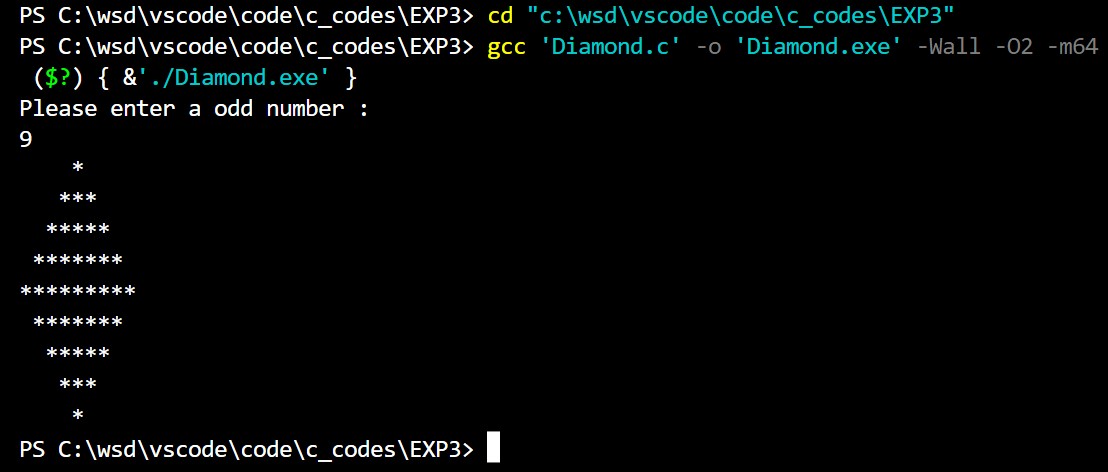 PS C:\wsd\vscode\code\c_codes\EXP3> cd "c:\wsd\vscode\code\c_codes\EXP3"
PS C:\wsd\vscode\code\c_codes\EXP3> gcc 'Diamond.c' -o 'Diamond.exe' -Wall -O2 -m64
 ($?) { &'./Diamond.exe' }
Please enter a odd number :
9
    *
   ***
  *****
 *******
*********
 *******
  *****
   ***
    *
PS C:\wsd\vscode\code\c_codes\EXP3>